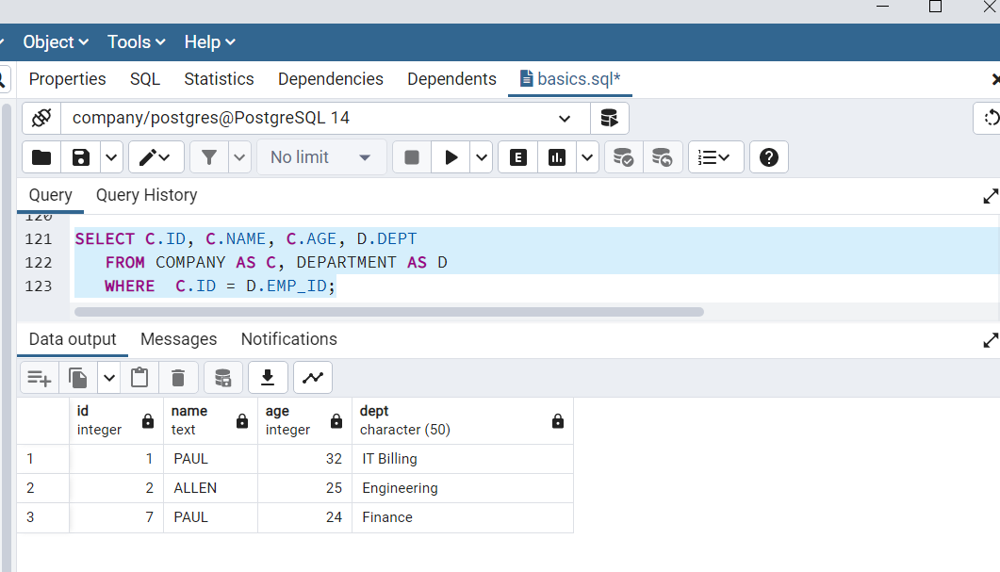 Object Tools Help
Properties SQL Statistics Dependencies Dependents basics.sql*
company/postgres@PostgreSQL 14
No limit E
Query Query History
120
121 SELECT C.ID, C.NAME, C.AGE, D.DEPT
122 FROM COMPANY AS C, DEPARTMENT AS D
123 WHERE C.ID = D.EMP_ID;
Data output Messages Notifications
id name age dept
integer text integer character (50)
1 1 PAUL 32 IT Billing
2 2 ALLEN 25 Engineering
3 7 PAUL 24 Finance